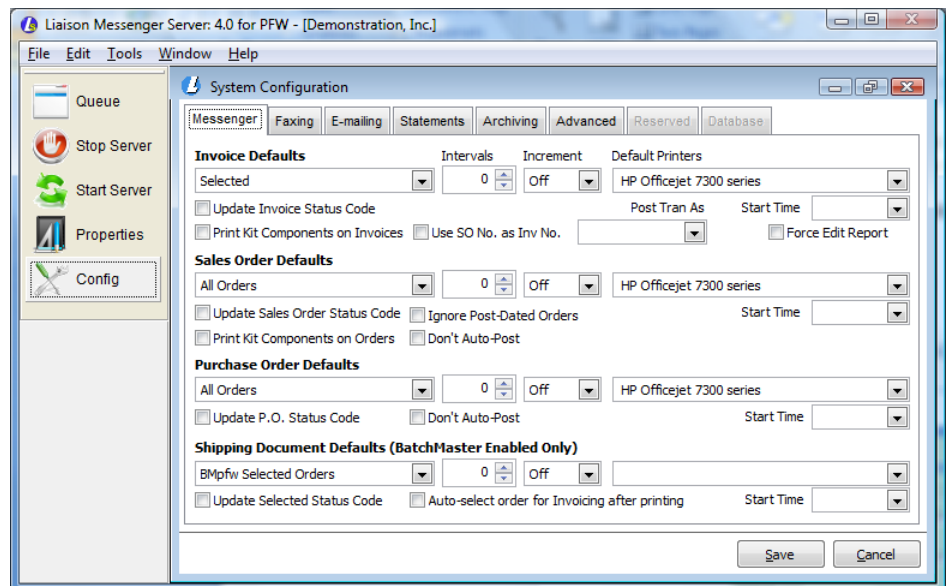 Liaison Messenger Server: 4.0 for PFW - [Demonstration, Inc.]
File Edit Tools Window Help
Queue
Stop Server
Start Server
Properties
Config
System Configuration
Messenger Faxing E-mailing Statements Archiving Advanced Reserved Database
Invoice Defaults Intervals Increment Default Printers
Selected 0 Off HP Officejet 7300 series
Update Invoice Status Code Post Tran As Start Time
Print Kit Components on Invoices Use SO No. as Inv No. Force Edit Report
Sales Order Defaults
All Orders 0 Off HP Officejet 7300 series
Update Sales Order Status Code Ignore Post-Dated Orders Start Time
Print Kit Components on Orders Don't Auto-Post
Purchase Order Defaults
All Orders 0 Off HP Officejet 7300 series
Update P.O. Status Code Don't Auto-Post Start Time
Shipping Document Defaults (BatchMaster Enabled Only)
BMpfw Selected Orders 0 Off
Update Selected Status Code Auto-select order for Invoicing after printing Start Time
Save Cancel